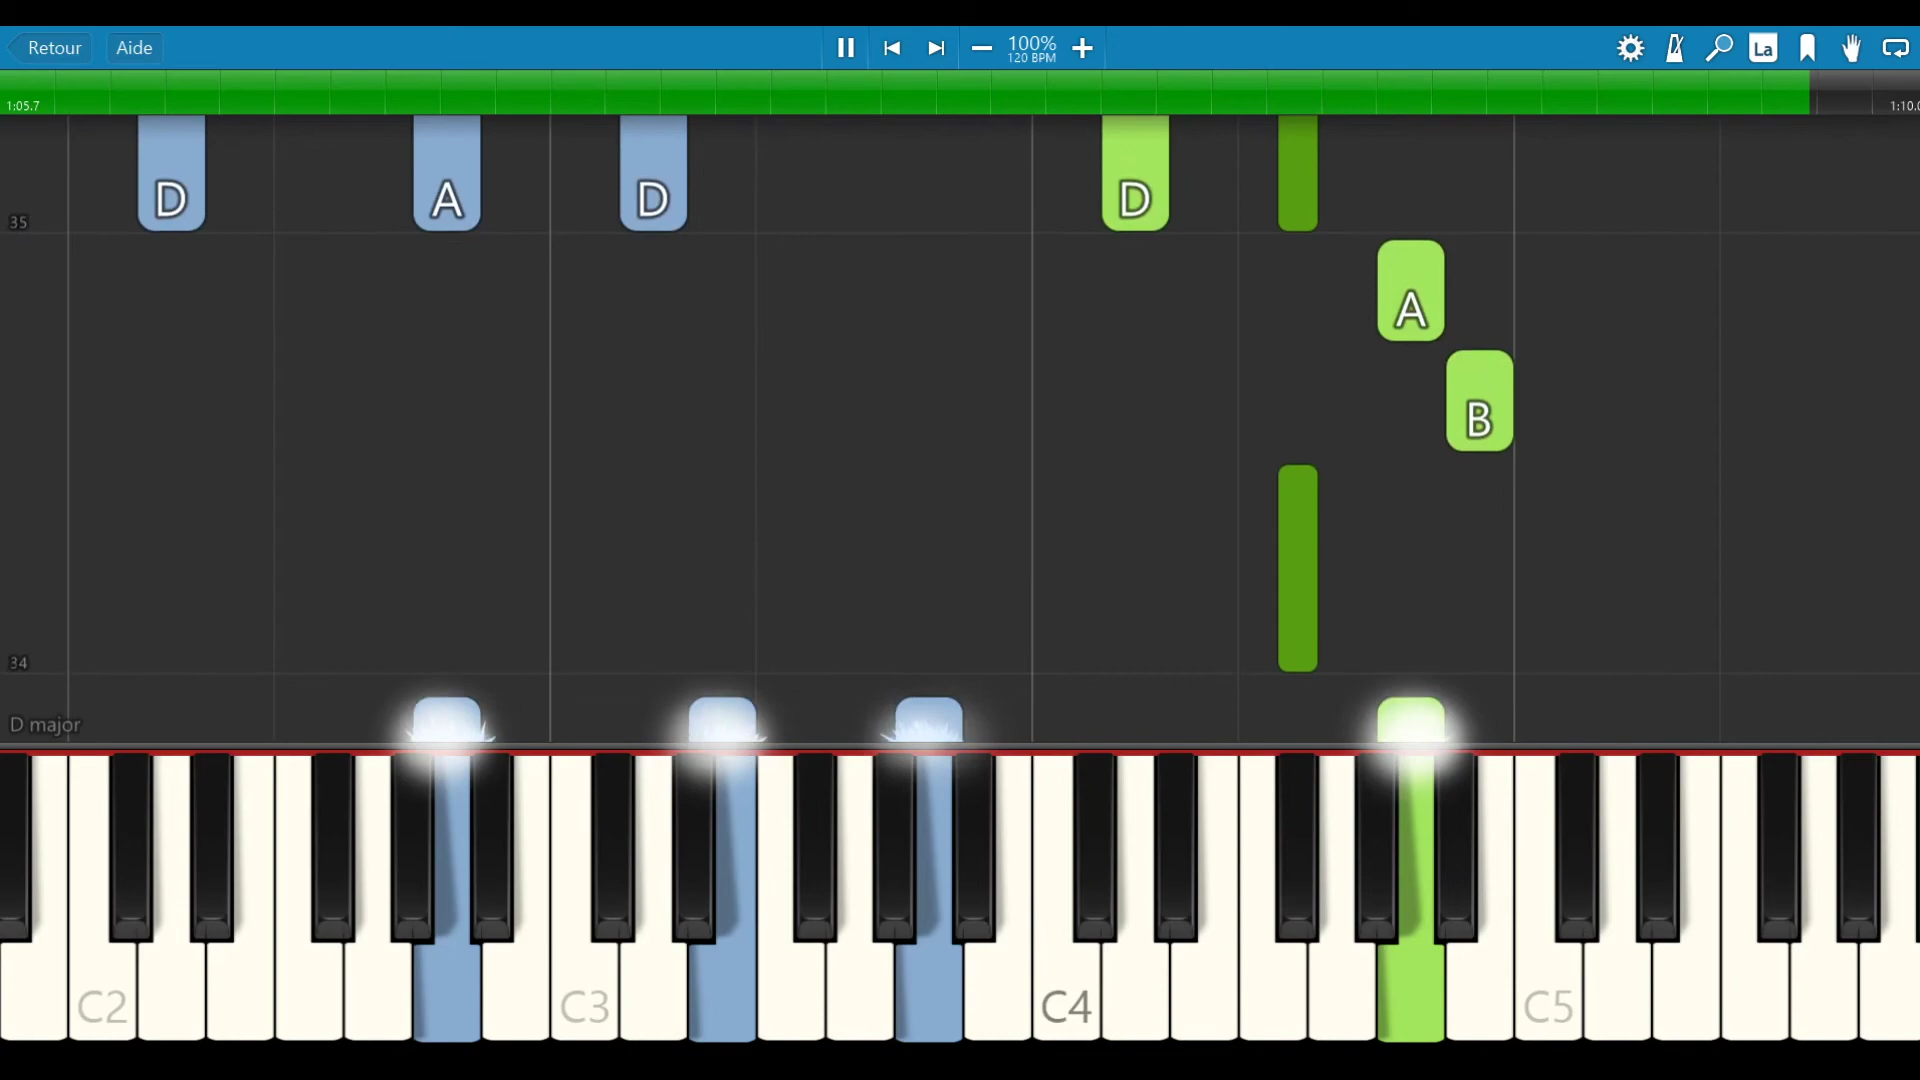 Retour Aide 100% La
120 BPM
1:05.7 1:10.0
D A D D
35
A
B
34
D major
C2 C3 C4 C5